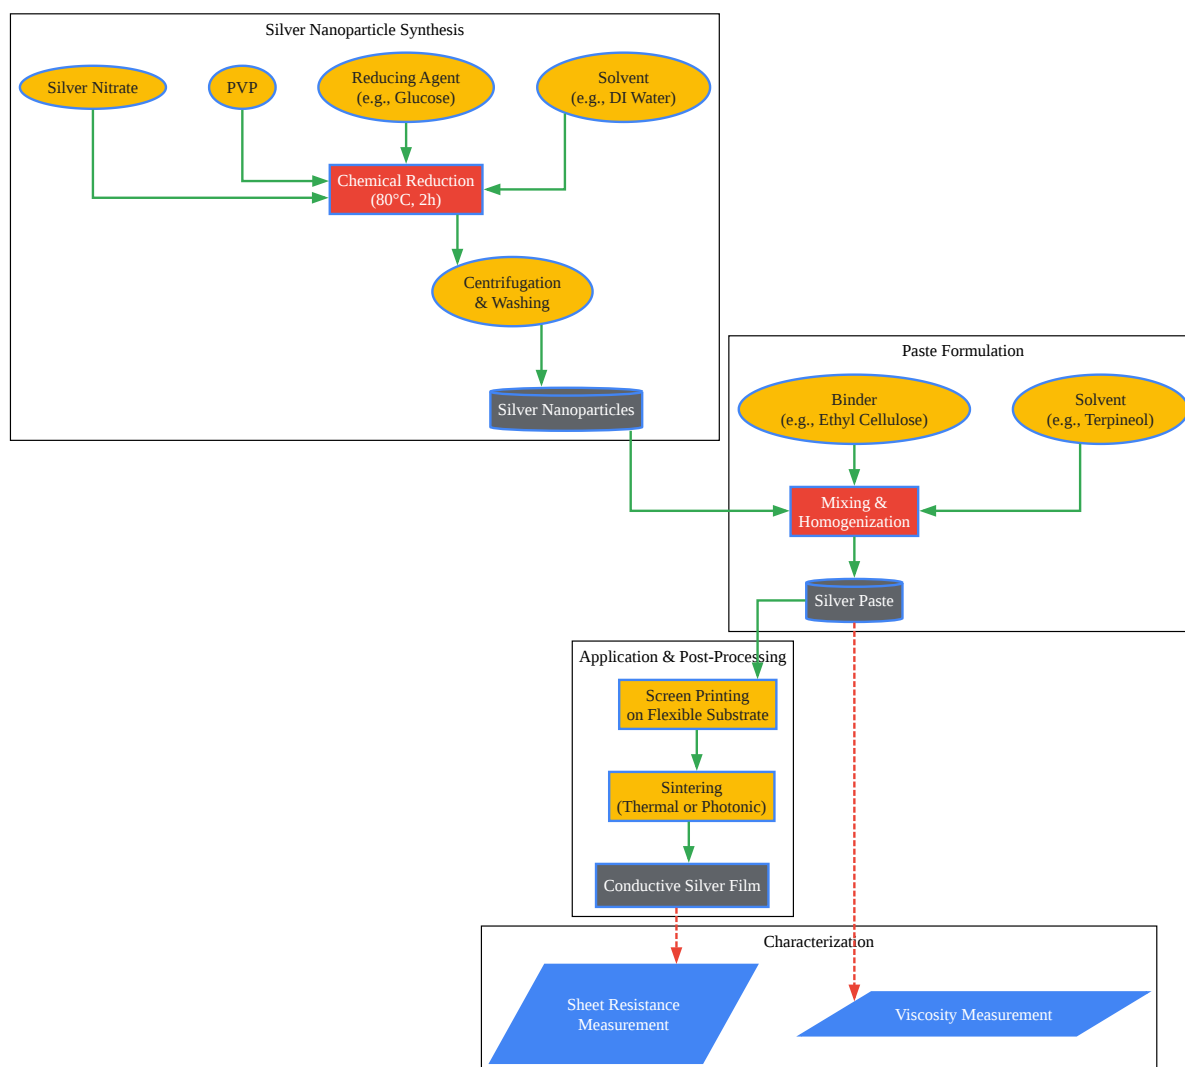 Silver Nanoparticle Synthesis
Silver Nitrate
PVP
Reducing Agent
(e.g., Glucose)
Solvent
(e.g., DI Water)
Chemical Reduction
(80°C, 2h)
Centrifugation
& Washing
Silver Nanoparticles
Paste Formulation
Binder
(e.g., Ethyl Cellulose)
Solvent
(e.g., Terpineol)
Mixing &
Homogenization
Silver Paste
Application & Post-Processing
Screen Printing
on Flexible Substrate
Sintering
(Thermal or Photonic)
Conductive Silver Film
Characterization
Sheet Resistance
Measurement
Viscosity Measurement